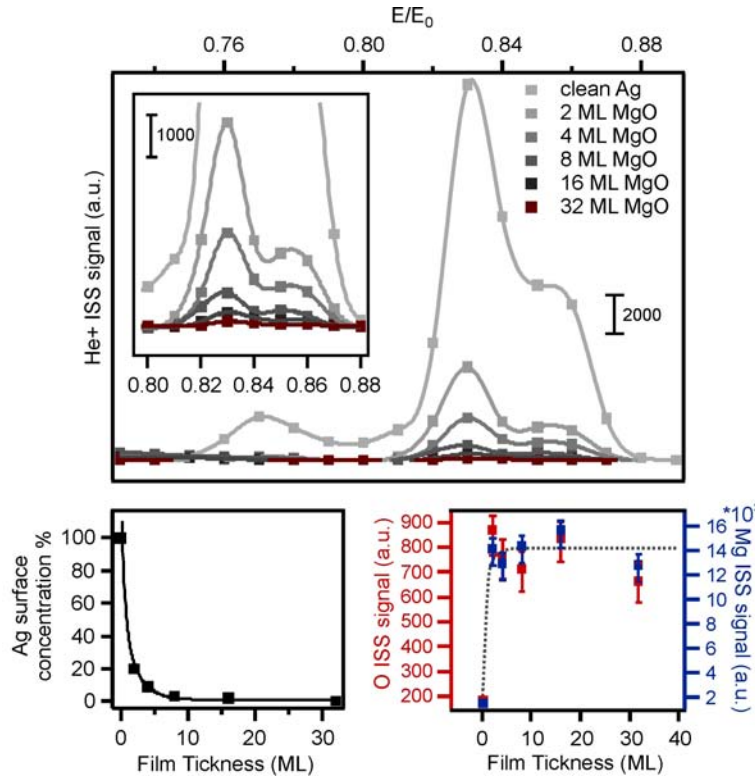 E/E0
0.76 0.80 0.84 0.88
He+ ISS signal (a.u.)
1000
0.80 0.82 0.84 0.86 0.88
clean Ag
2 ML MgO
4 ML MgO
8 ML MgO
16 ML MgO
32 ML MgO
2000
Ag surface
concentration %
100
80
60
40
20
0
0 10 20 30
Film Tickness (ML)
O ISS signal (a.u.)
900
800
700
600
500
400
300
200
0 10 20 30 40
Film Tickness (ML)
16
14
12
10
8
6
4
2
Mg ISS signal
(a.u.)